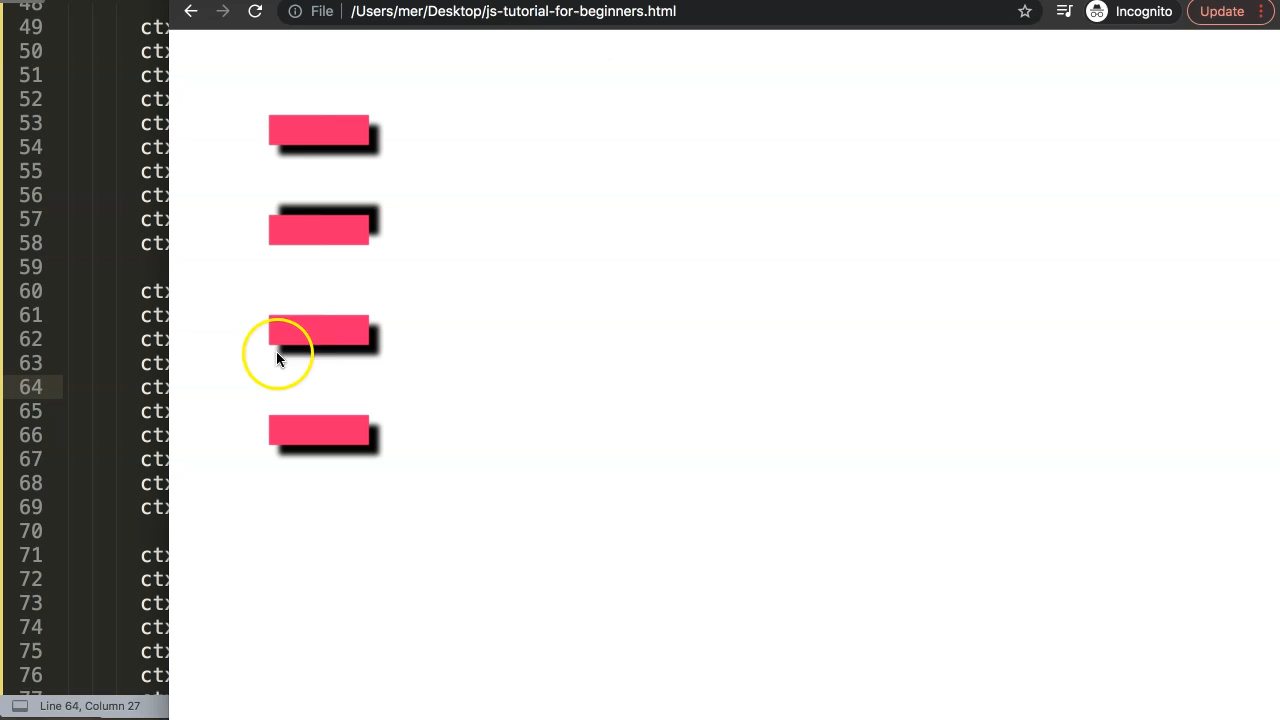 File /Users/mer/Desktop/js-tutorial-for-beginners.html Incognito Update
48
49 ctx
50 ctx
51 ctx
52 ctx
53 ctx
54 ctx
55 ctx
56 ctx
57 ctx
58 ctx
59
60 ctx
61 ctx
62 ctx
63 ctx
64 ctx
65 ctx
66 ctx
67 ctx
68 ctx
69 ctx
70
71 ctx
72 ctx
73 ctx
74 ctx
75 ctx
76 ctx
77
Line 64, Column 27